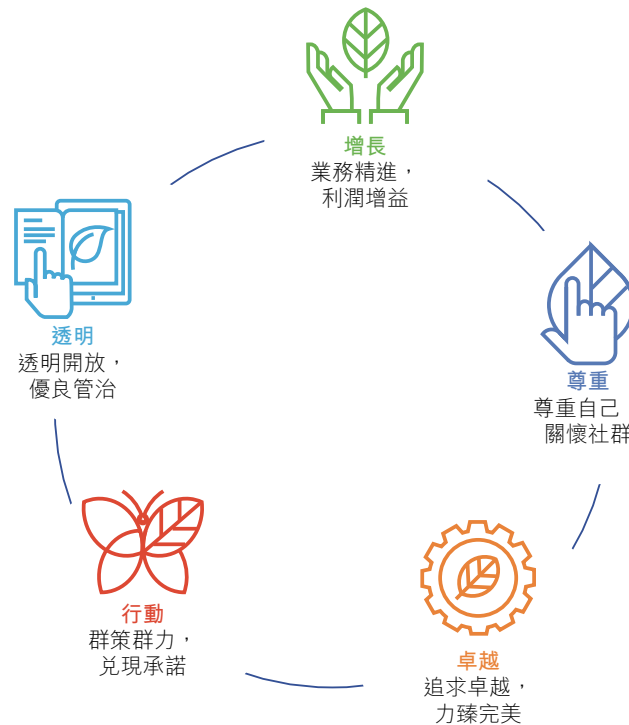 增長
業務精進，
利潤增益
尊重
尊重自己
關懷社群
卓越
追求卓越，
力臻完美
行動
群策群力，
兌現承諾
透明
透明開放，
優良管治